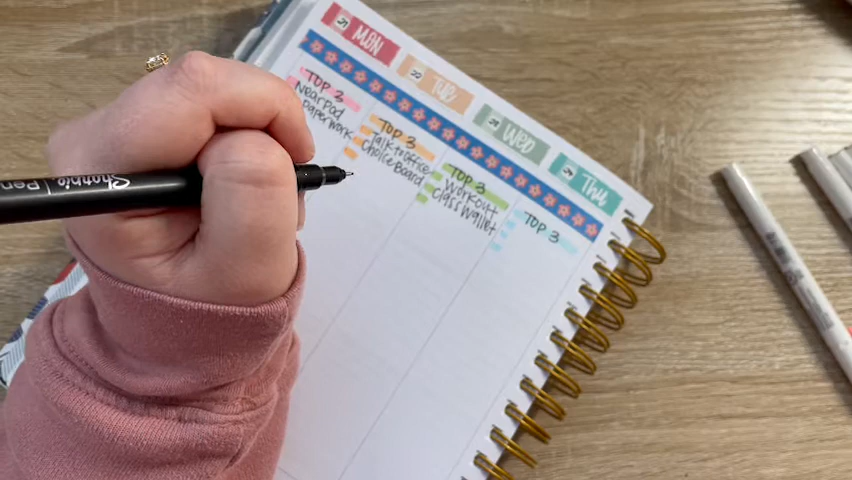 MON
TUE
WED
Thu
TOP 3
Nearpod
paperwork
TOP 3
Talk to office
Choice Board
TOP 3
Workout
Class Wallet
TOP 3
Sharpie Pen